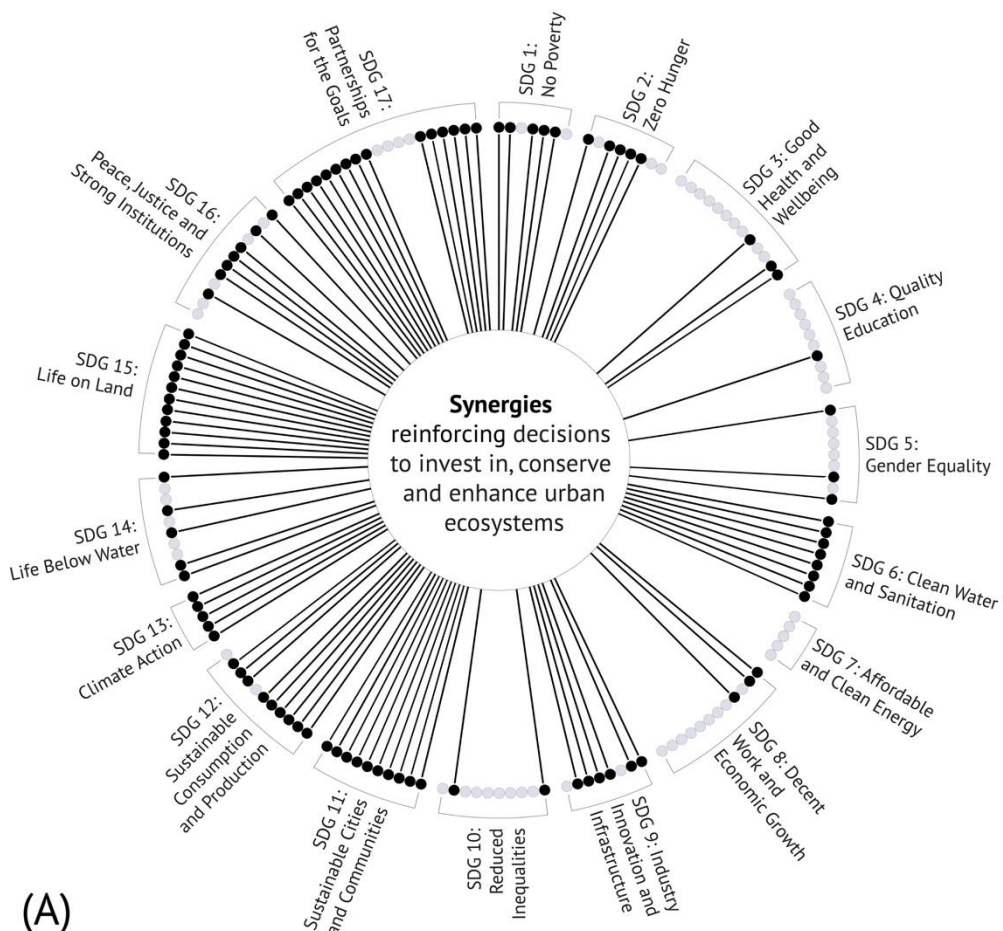 SDG 1:
No Poverty
SDG 2:
Zero Hunger
SDG 3: Good
Health and
Wellbeing
SDG 4: Quality
Education
SDG 5:
Gender Equality
SDG 6: Clean Water
and Sanitation
SDG 7: Affordable
and Clean Energy
SDG 8: Decent
Work and
Economic Growth
SDG 9: Industry
Innovation and
Infrastructure
SDG 10:
Reduced
Inequalities
SDG 11:
Sustainable Cities
and Communities
SDG 12:
Sustainable
Consumption
and Production
SDG 13:
Climate Action
SDG 14:
Life Below Water
SDG 15:
Life on Land
SDG 16:
Peace, Justice and
Strong Institutions
SDG 17:
Partnerships
for the Goals
Synergies
reinforcing decisions
to invest in, conserve
and enhance urban
ecosystems
(A)